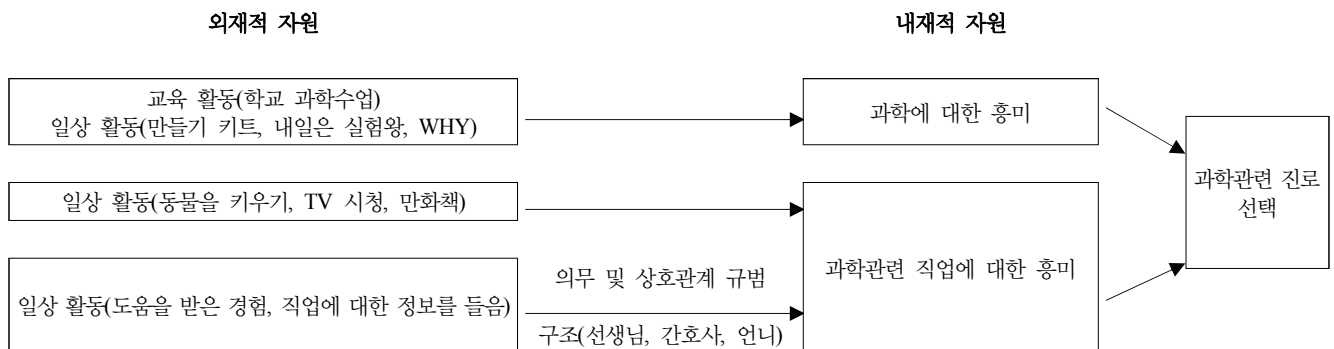 외재적 자원
내재적 자원
교육 활동(학교 과학수업)
일상 활동(만들기 키트, 내일은 실험왕, WHY)
과학에 대한 흥미
일상 활동(동물을 키우기, TV 시청, 만화책)
과학관련 진로
선택
일상 활동(도움을 받은 경험, 직업에 대한 정보를 들음)
의무 및 상호관계 규범
구조(선생님, 간호사, 언니)
과학관련 직업에 대한 흥미